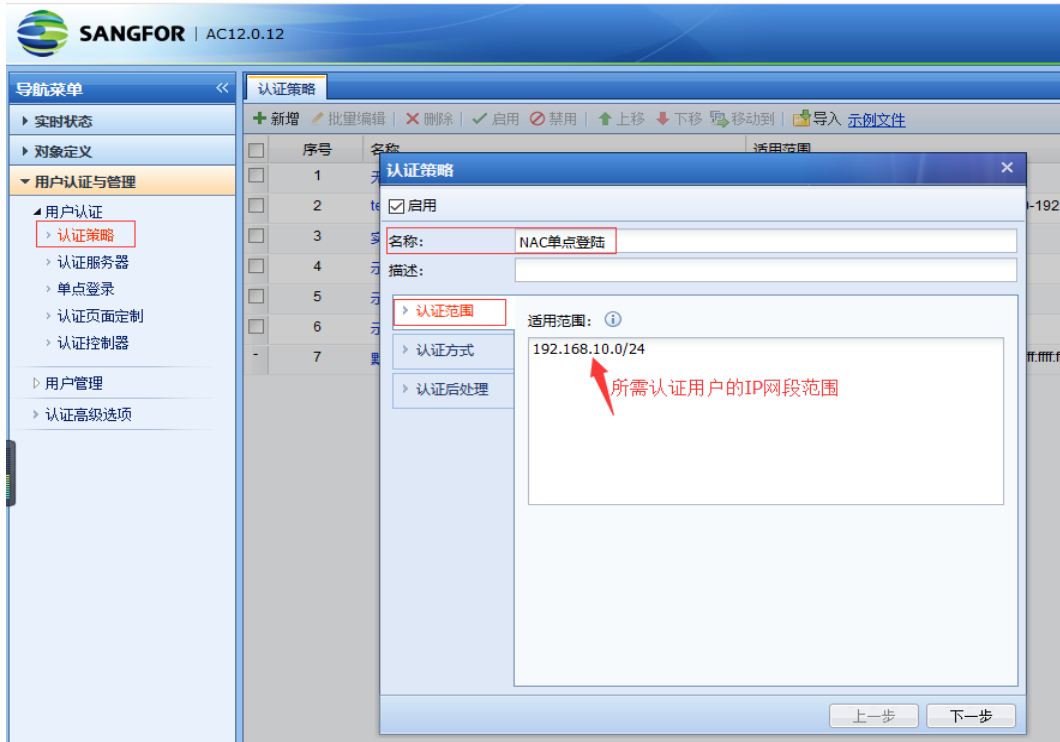 SANGFOR | AC12.0.12
导航菜单
实时状态
对象定义
用户认证与管理
用户认证
认证策略
认证服务器
单点登录
认证页面定制
认证控制器
用户管理
认证高级选项
认证策略
新增 批量编辑 删除 启用 禁用 上移 下移 移动到 导入 示例文件
序号 名称 适用范围
1
2 te -192
3
4
5
6
- 7 ff.ffff.f
认证策略
启用
名称: NAC单点登陆
描述:
认证范围
认证方式
认证后处理
适用范围:
192.168.10.0/24
所需认证用户的IP网段范围
上一步 下一步